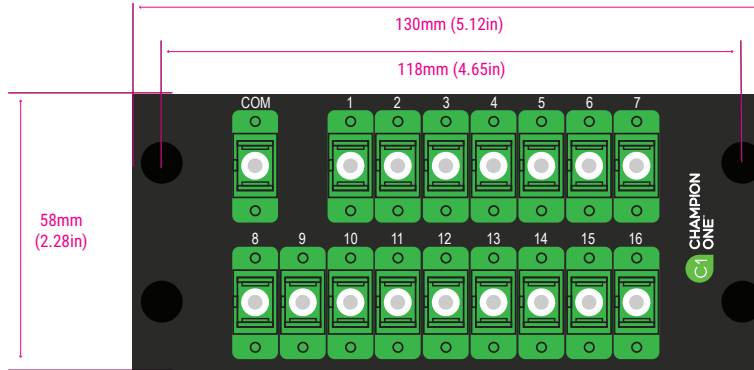 130mm (5.12in)
118mm (4.65in)
COM 1 2 3 4 5 6 7
58mm
(2.28in)
CHAMPION
ONE™
C1
8 9 10 11 12 13 14 15 16